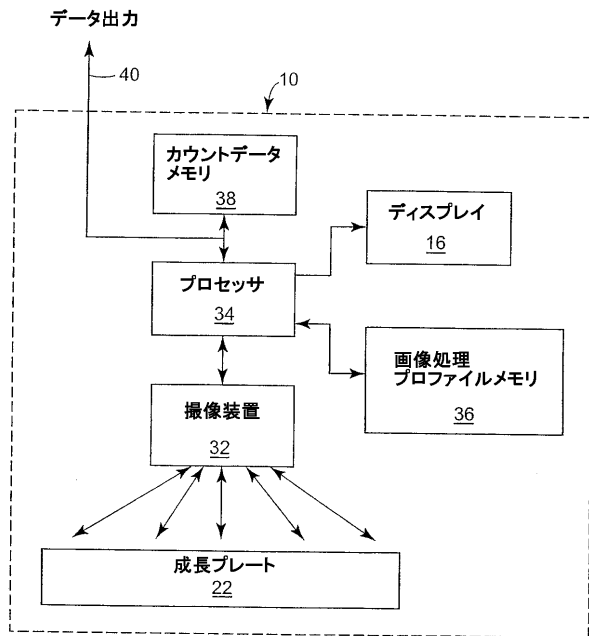 データ出力
40
10
カウントデータ
メモリ
38
ディスプレイ
16
プロセッサ
34
画像処理
プロファイルメモリ
36
撮像装置
32
成長プレート
22